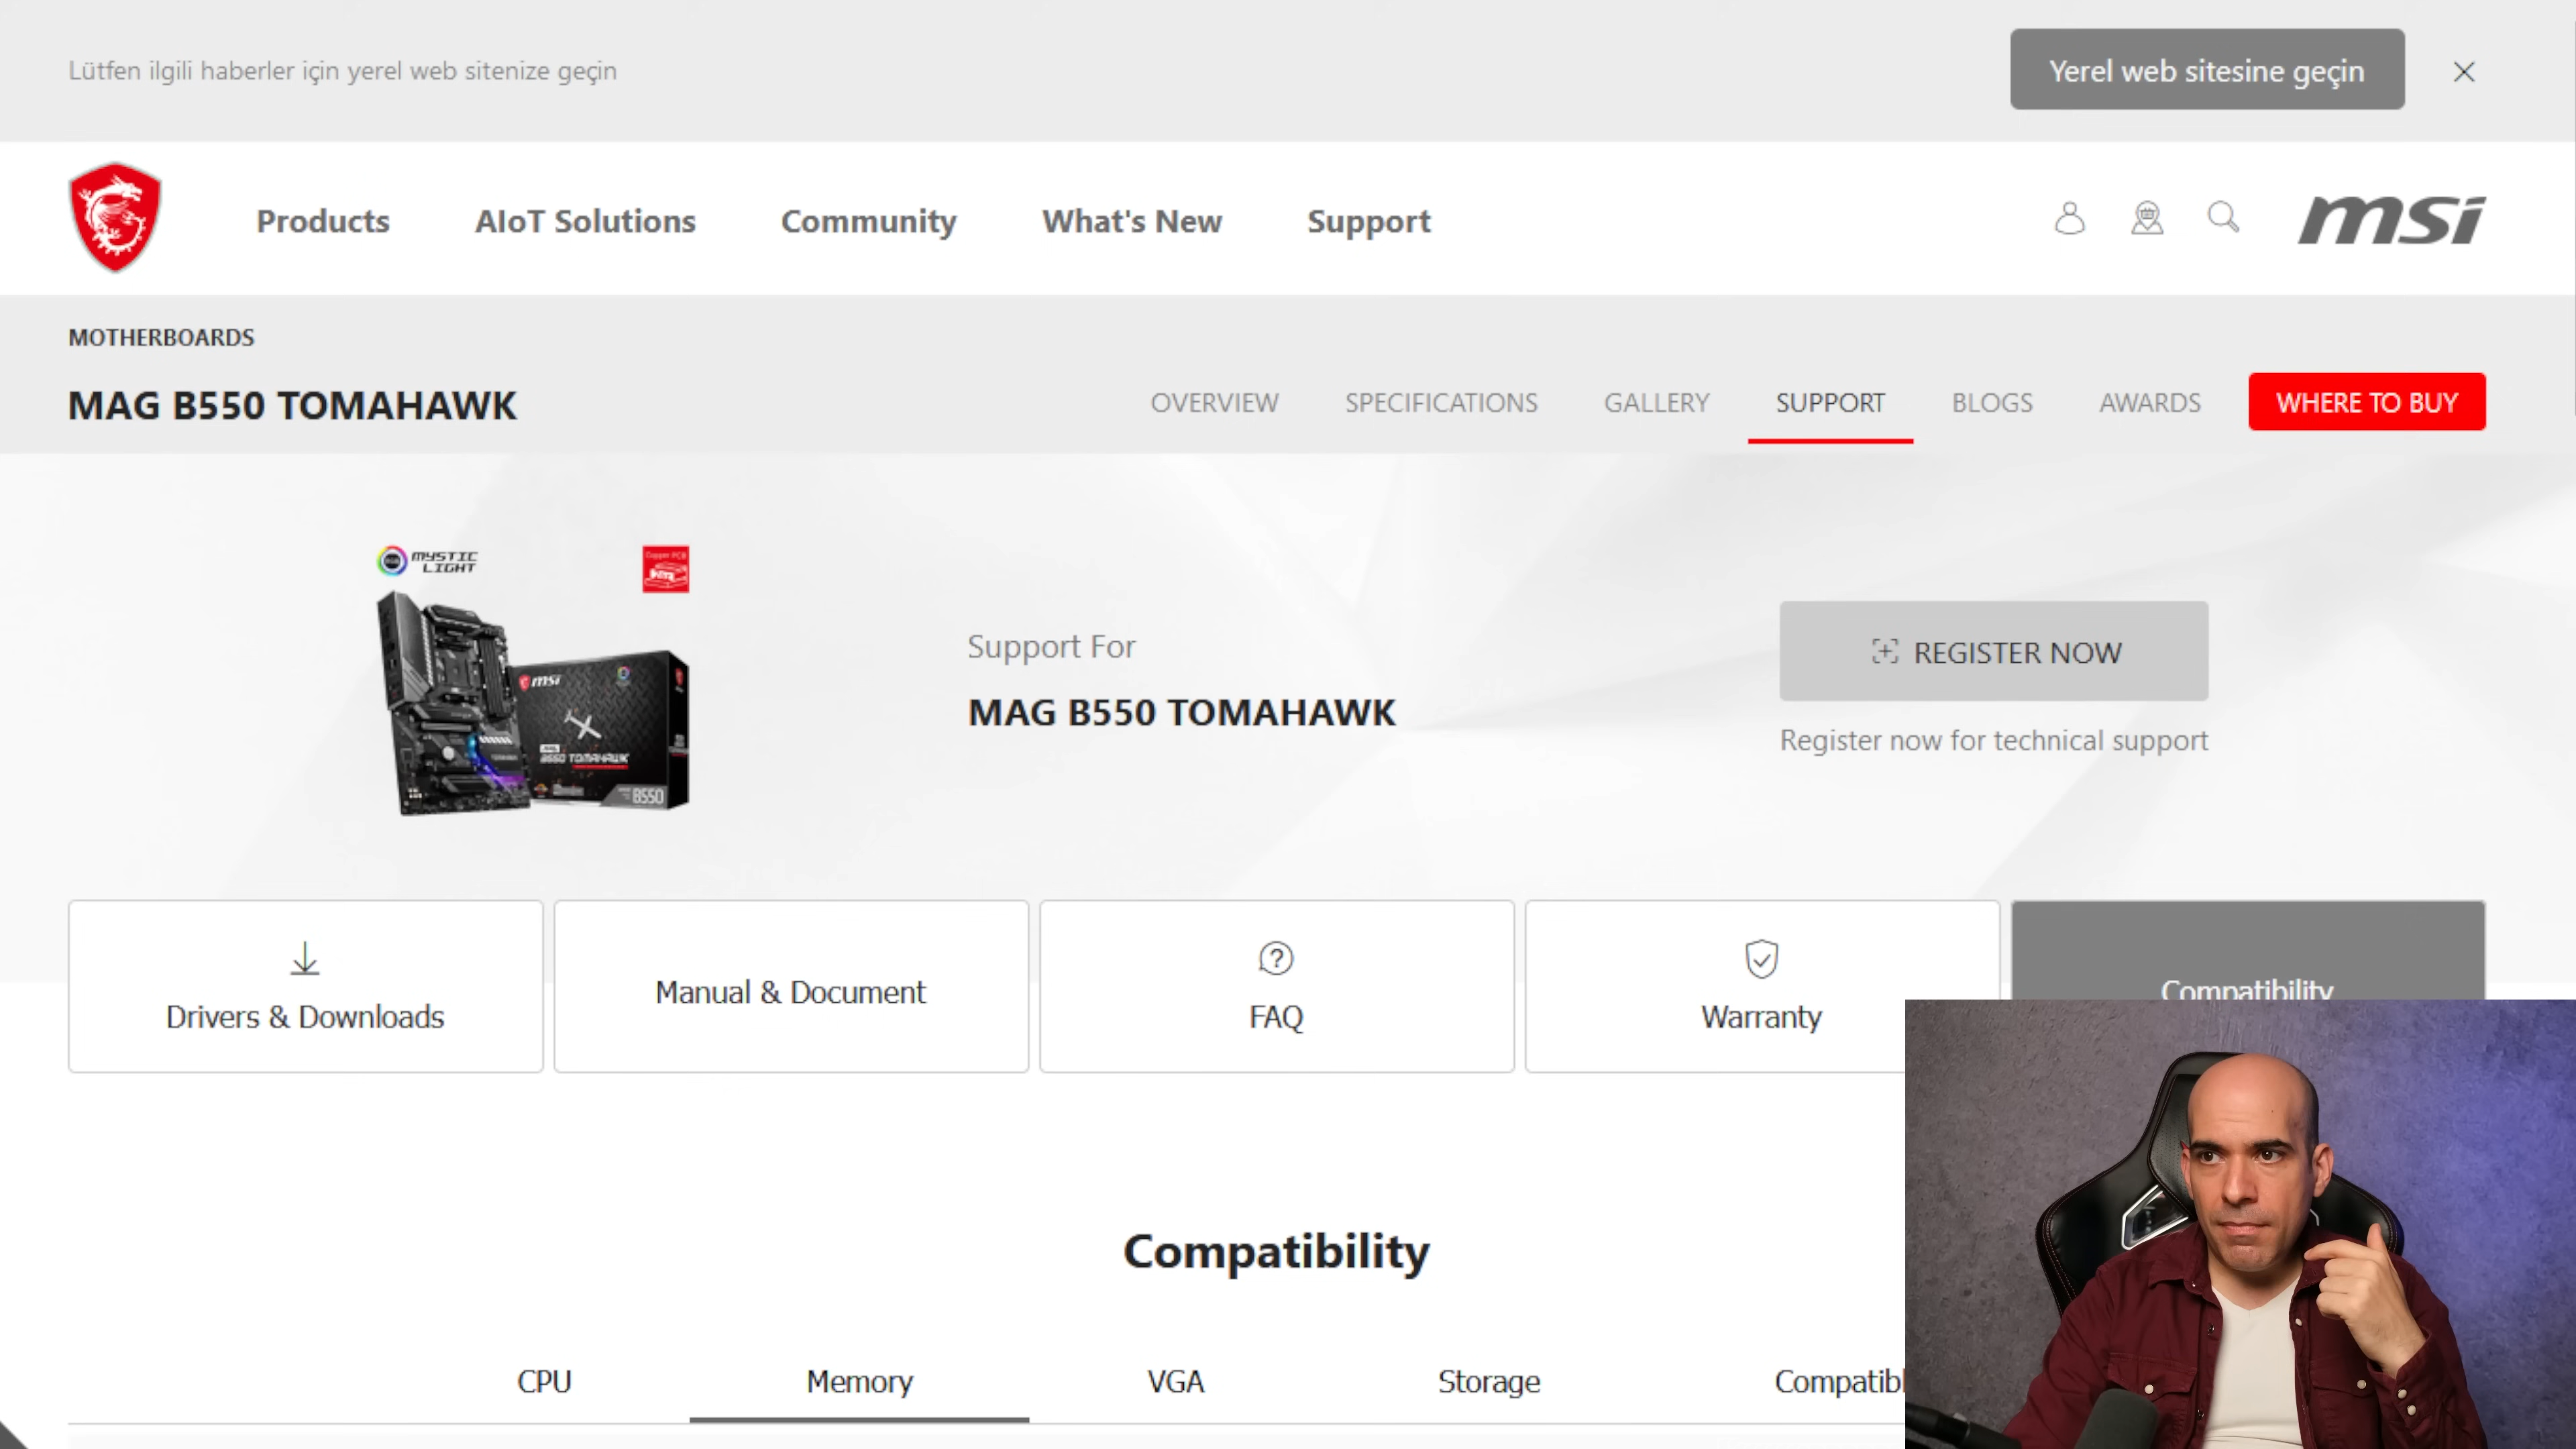 Lütfen ilgili haberler için yerel web sitenize geçin
Yerel web sitesine geçin
Products
AIoT Solutions
Community
What's New
Support
msi
MOTHERBOARDS
MAG B550 TOMAHAWK
OVERVIEW
SPECIFICATIONS
GALLERY
SUPPORT
BLOGS
AWARDS
WHERE TO BUY
MYSTIC
LIGHT
Copper PCB
msi
B550 TOMAHAWK
B550
Support For
MAG B550 TOMAHAWK
REGISTER NOW
Register now for technical support
Drivers & Downloads
Manual & Document
FAQ
Warranty
Compatibility
Compatibility
CPU
Memory
VGA
Storage